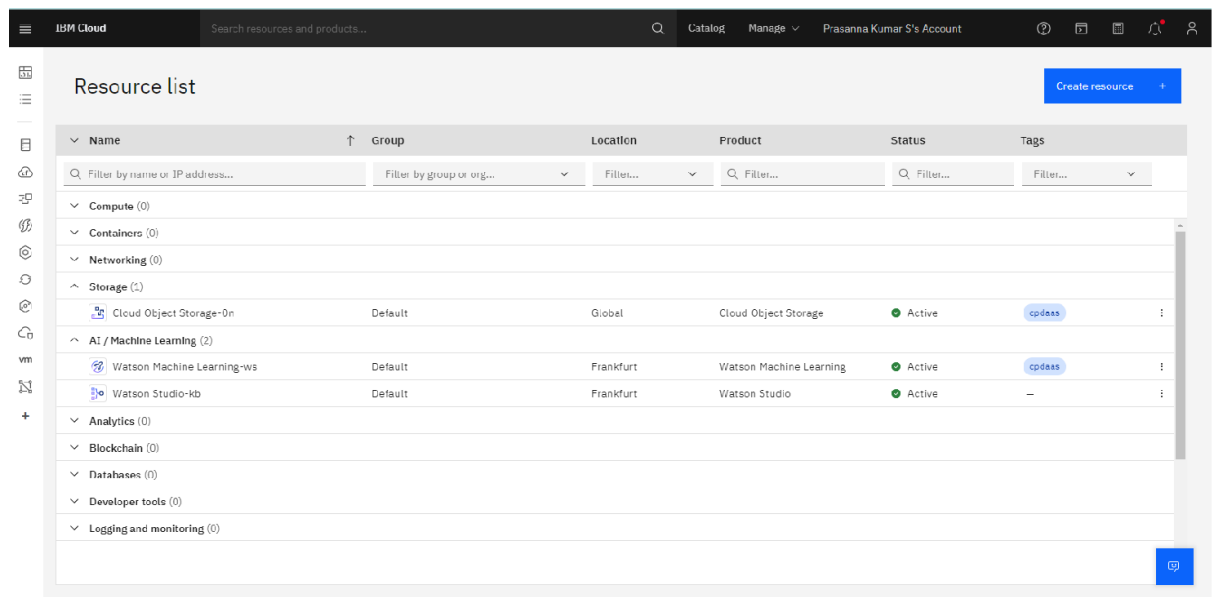 IBM Cloud Search resources and products... Catalog Manage Prasanna Kumar S's Account
Resource list
Create resource +
Name Group Location Product Status Tags
Filter by name or IP address... Filter by group or org... Filter... Filter... Filter... Filter...
Compute (0)
Containers (0)
Networking (0)
Storage (1)
Cloud Object Storage-0n Default Global Cloud Object Storage Active cpdaas
AI / Machine Learning (2)
Watson Machine Learning-ws Default Frankfurt Watson Machine Learning Active cpdaas
Watson Studio-kb Default Frankfurt Watson Studio Active –
vm
Analytics (0)
Blockchain (0)
Databases (0)
Developer tools (0)
Logging and monitoring (0)